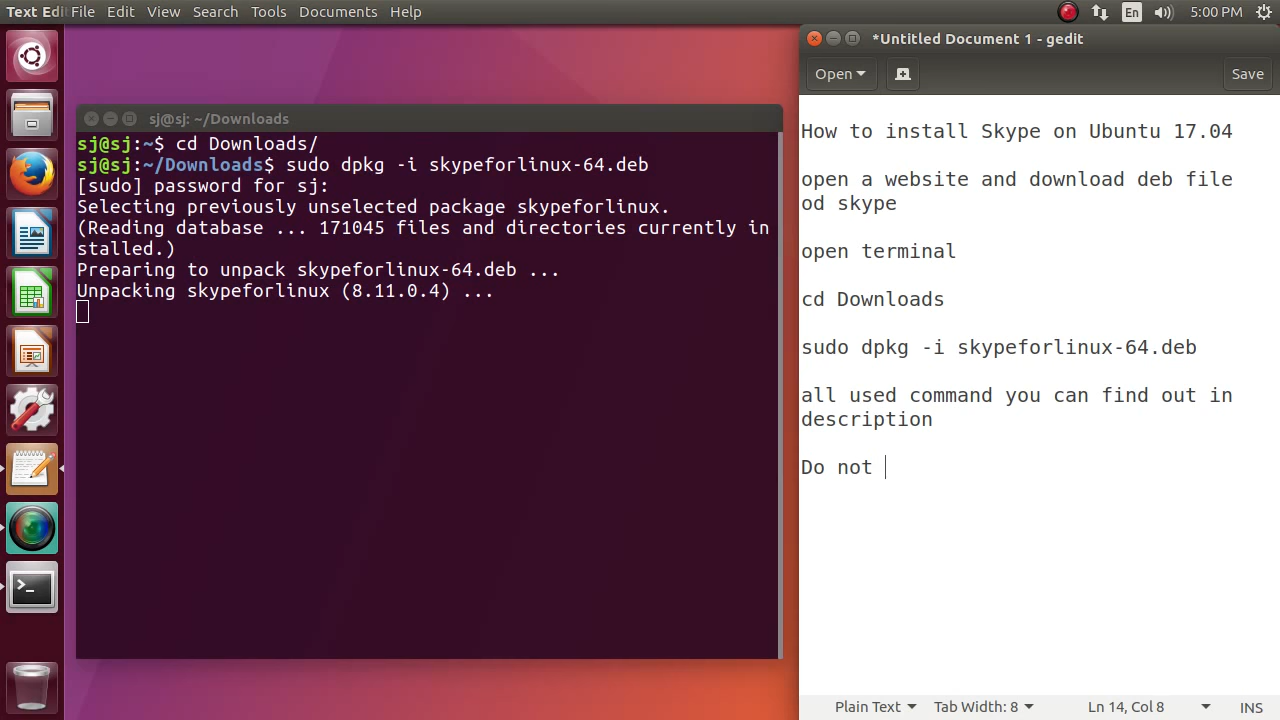 Text Edi File Edit View Search Tools Documents Help
En 5:00 PM
sj@sj: ~/Downloads
sj@sj:~$ cd Downloads/
sj@sj:~/Downloads$ sudo dpkg -i skypeforlinux-64.deb
[sudo] password for sj:
Selecting previously unselected package skypeforlinux.
(Reading database ... 171045 files and directories currently in
stalled.)
Preparing to unpack skypeforlinux-64.deb ...
Unpacking skypeforlinux (8.11.0.4) ...
*Untitled Document 1 - gedit
Open Save
How to install Skype on Ubuntu 17.04
open a website and download deb file
od skype
open terminal
cd Downloads
sudo dpkg -i skypeforlinux-64.deb
all used command you can find out in
description
Do not
Plain Text Tab Width: 8 Ln 14, Col 8 INS